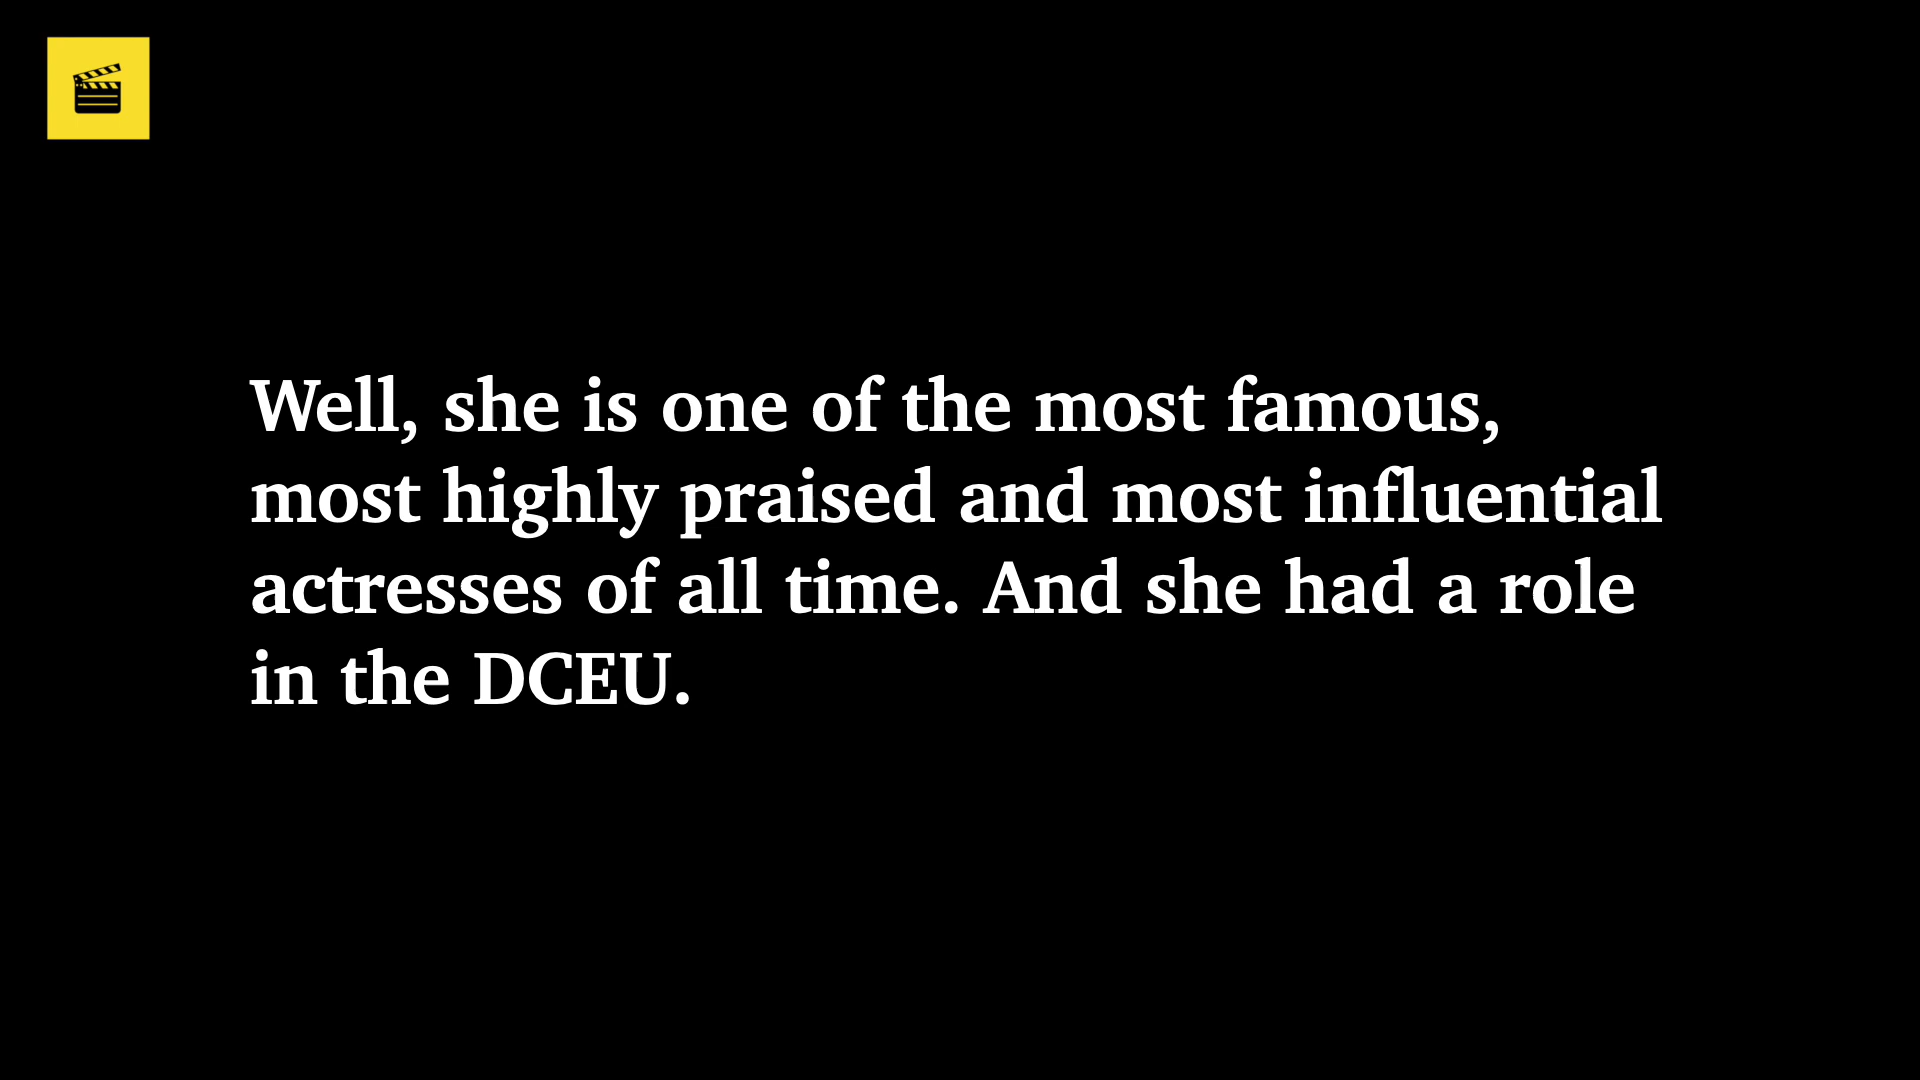 Well, she is one of the most famous,
most highly praised and most influential
actresses of all time. And she had a role
in the DCEU.